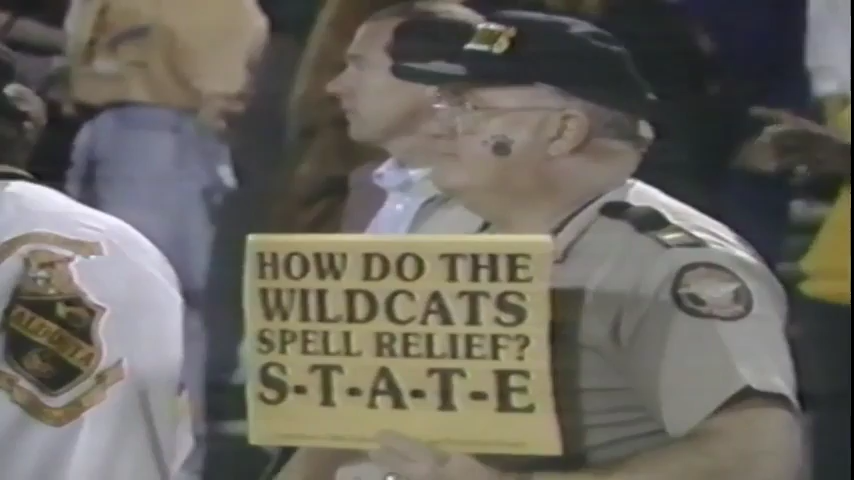 HOW DO THE
WILDCATS
SPELL RELIEF?
S-T-A-T-E